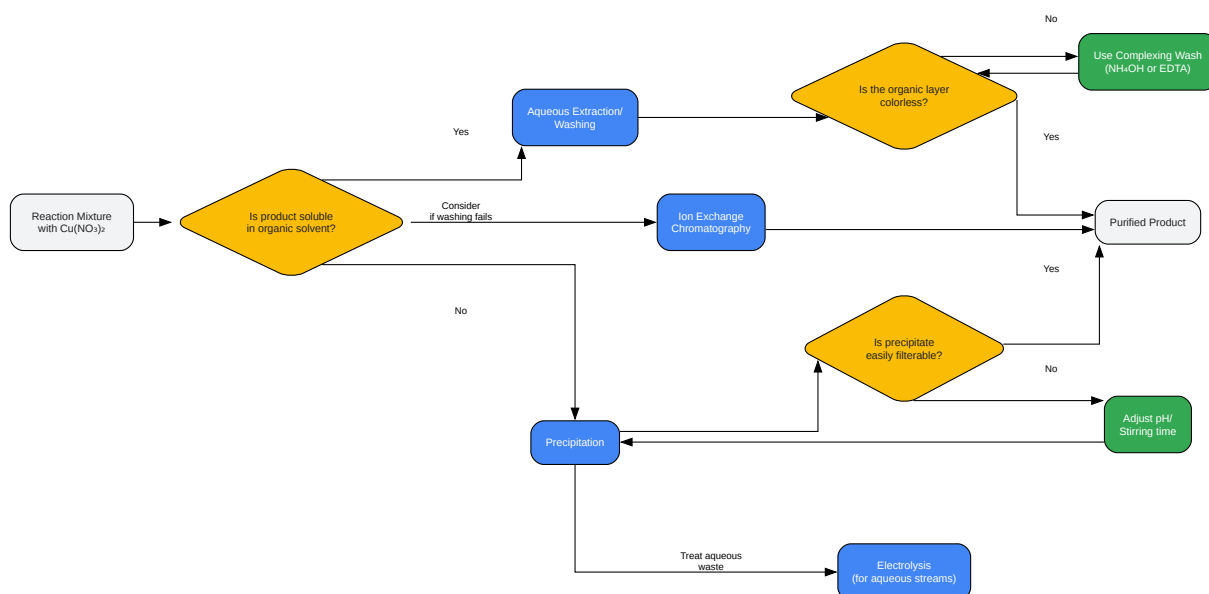 No
Use Complexing Wash
(NH₄OH or EDTA)
Is the organic layer
colorless?
Aqueous Extraction/
Washing
Yes
Yes
Consider
if washing fails
Reaction Mixture
with Cu(NO₃)₂
Is product soluble
in organic solvent?
Ion Exchange
Chromatography
Purified Product
Yes
No
Is precipitate
easily filterable?
No
Adjust pH/
Stirring time
Precipitation
Treat aqueous
waste
Electrolysis
(for aqueous streams)